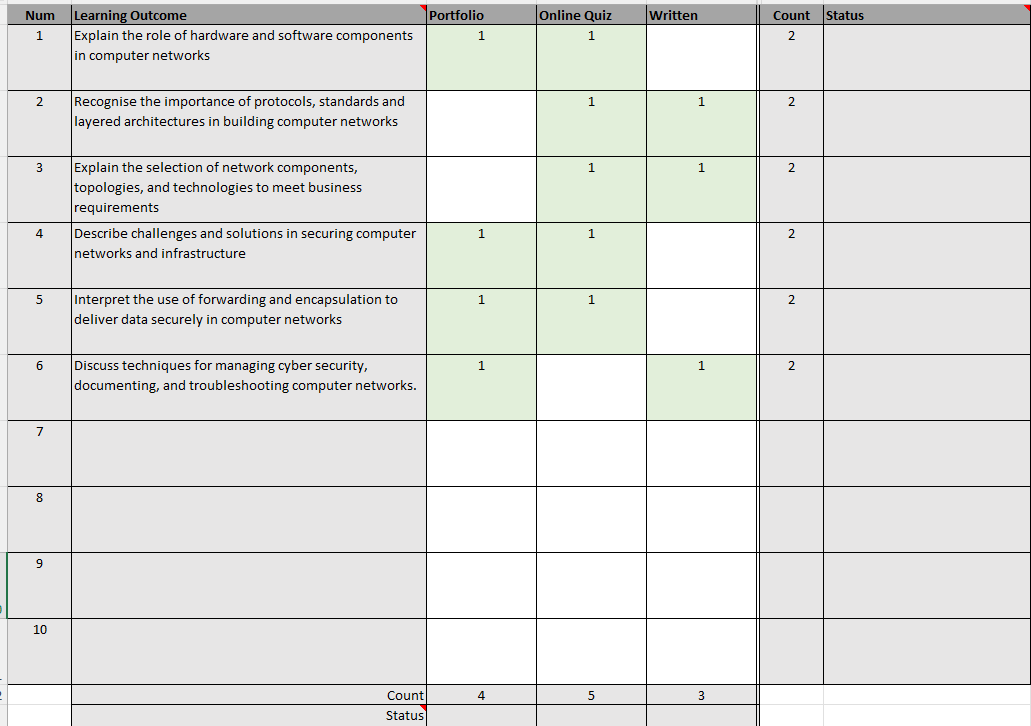 Num Learning Outcome Portfolio Online Quiz Written Count Status
1 Explain the role of hardware and software components 1 1 2
in computer networks
2 Recognise the importance of protocols, standards and 1 1 2
layered architectures in building computer networks
3 Explain the selection of network components, 1 1 2
topologies, and technologies to meet business
requirements
4 Describe challenges and solutions in securing computer 1 1 2
networks and infrastructure
5 Interpret the use of forwarding and encapsulation to 1 1 2
deliver data securely in computer networks
6 Discuss techniques for managing cyber security, 1 1 2
documenting, and troubleshooting computer networks.
7
8
9
10
Count 4 5 3
Status